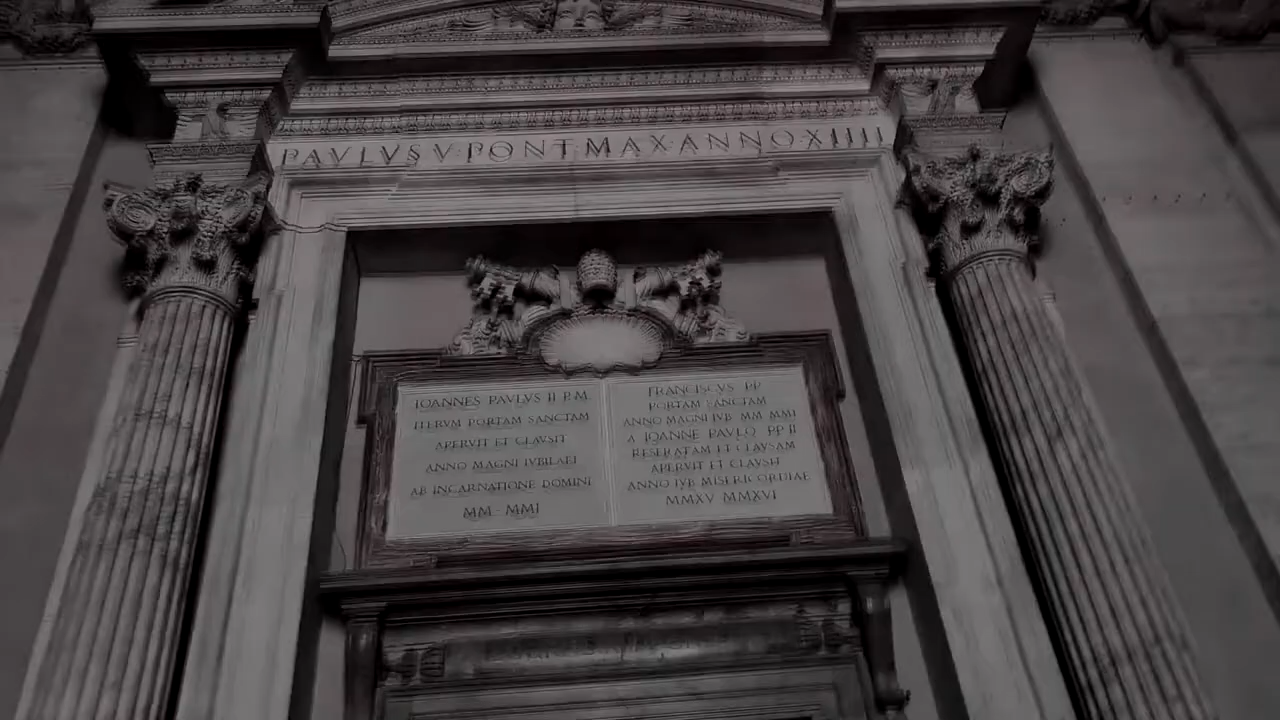 PAVLVS V PONT MAX ANNO XIIII
IOANNES PAVLVS II P.M.
ITERVM PORTAM SANCTAM
APERVIT ET CLAVSIT
ANNO MAGNI IVBILAEI
AB INCARNATIONE DOMINI
MM - MMI
FRANCISCVS PP
PORTAM SANCTAM
ANNO MAGNI IVB MM MMI
A IOANNE PAVLO PP II
RESERATAM ET CLAVSAM
APERVIT ET CLAVSIT
ANNO IVB MISERICORDIAE
MMXV MMXVI